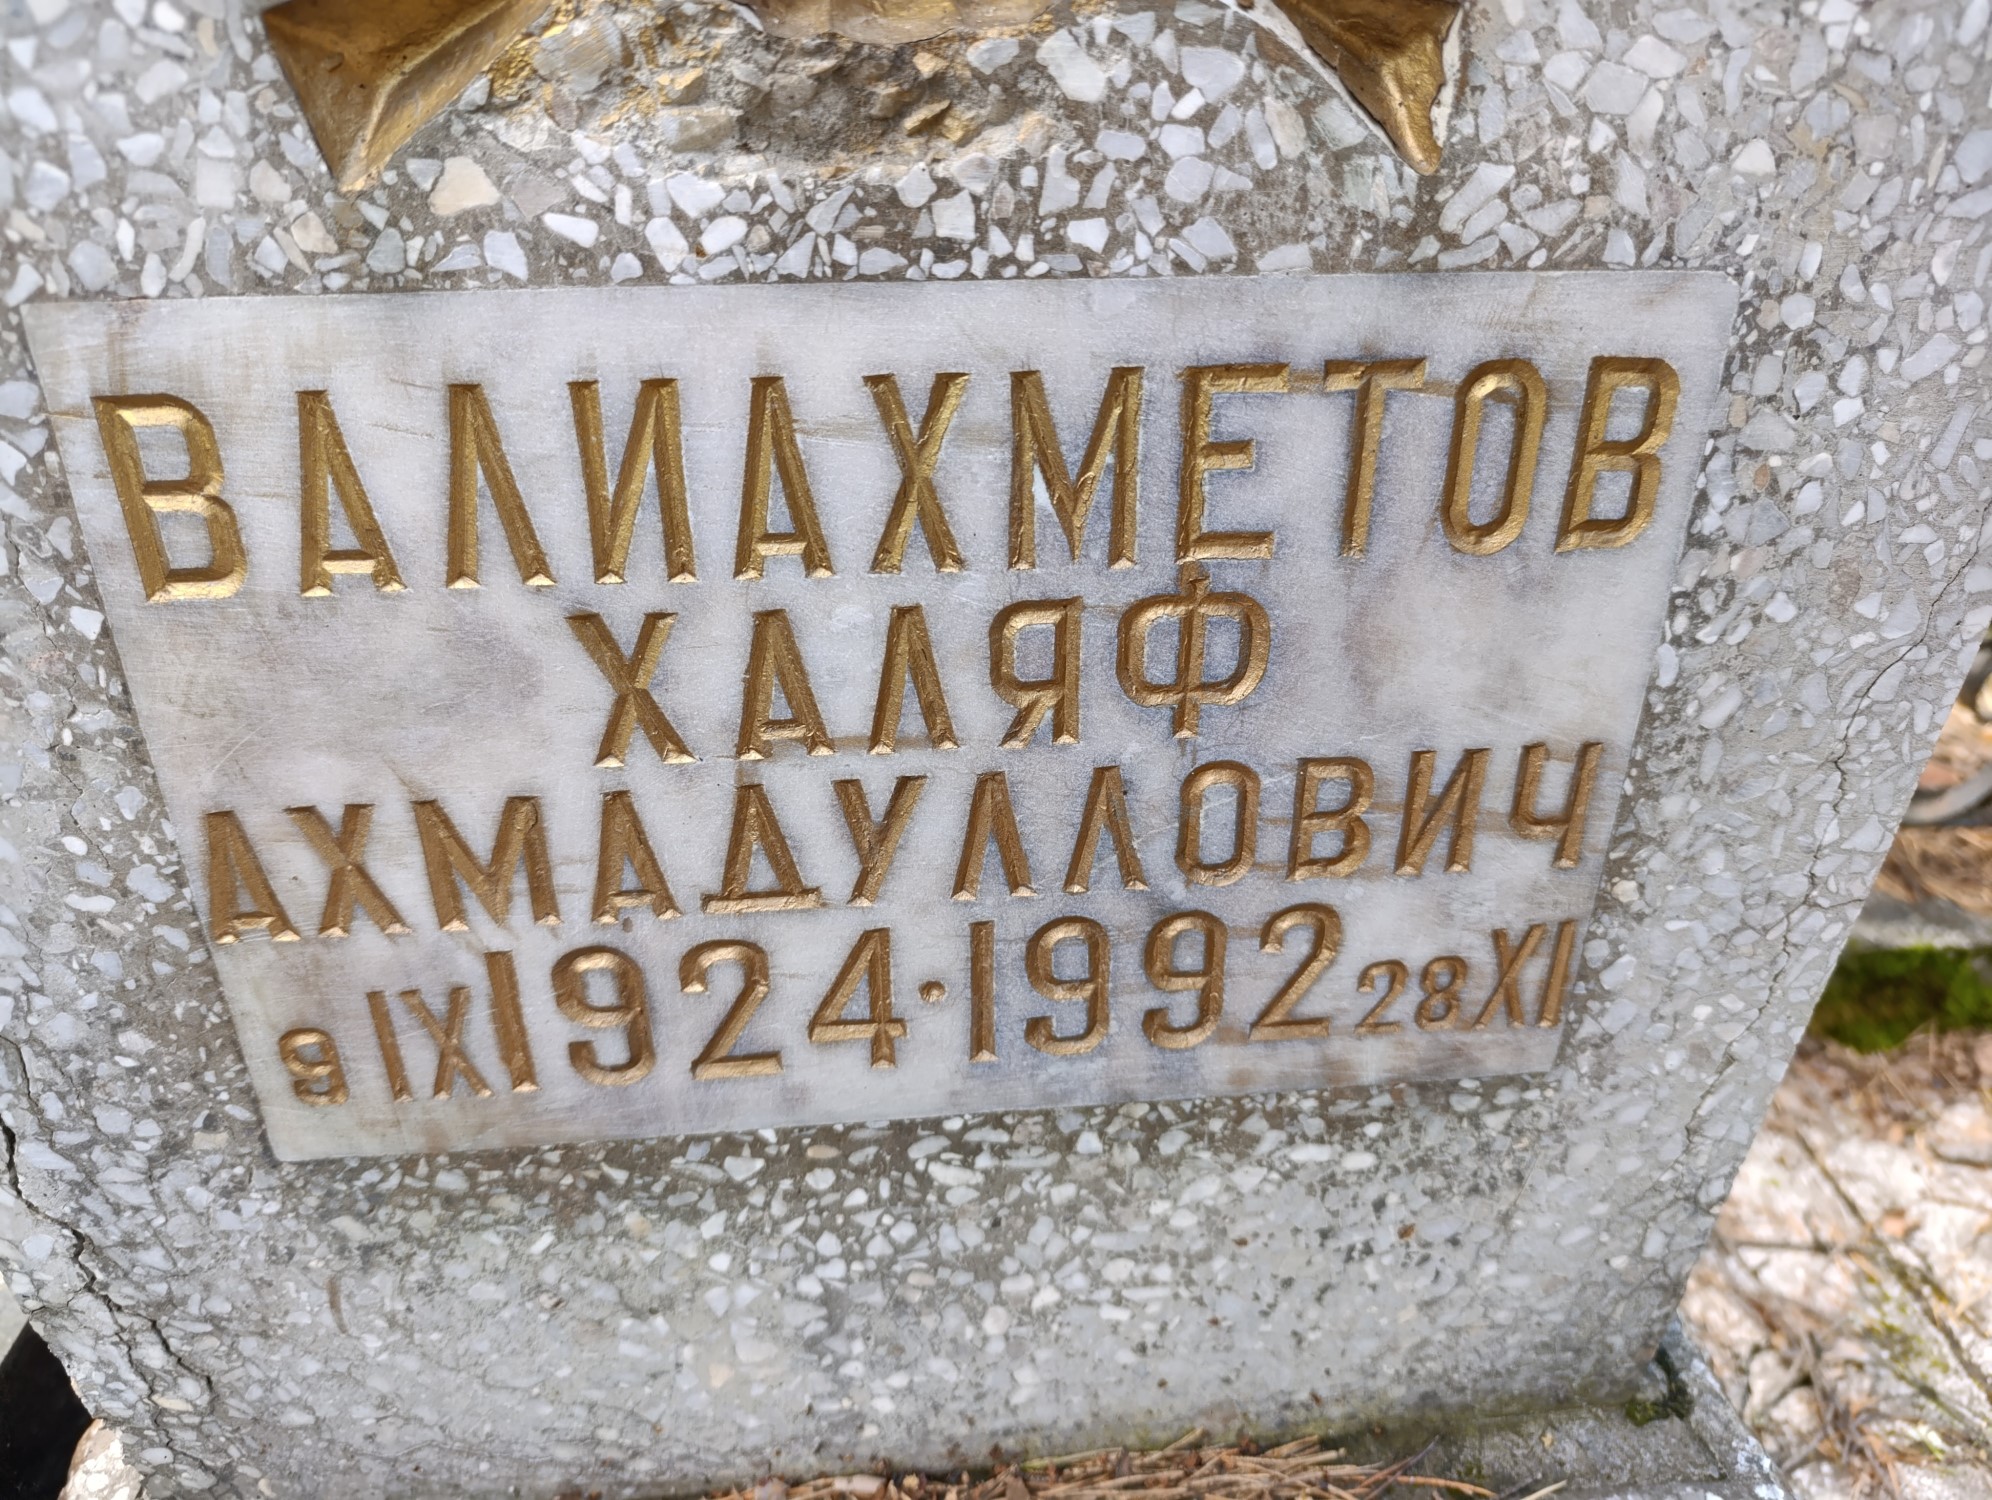 ВАЛИАХМЕТОВ
ХАЛЯФ
АХМАДУЛЛОВИЧ
9 IX 1924·1992 28 XI